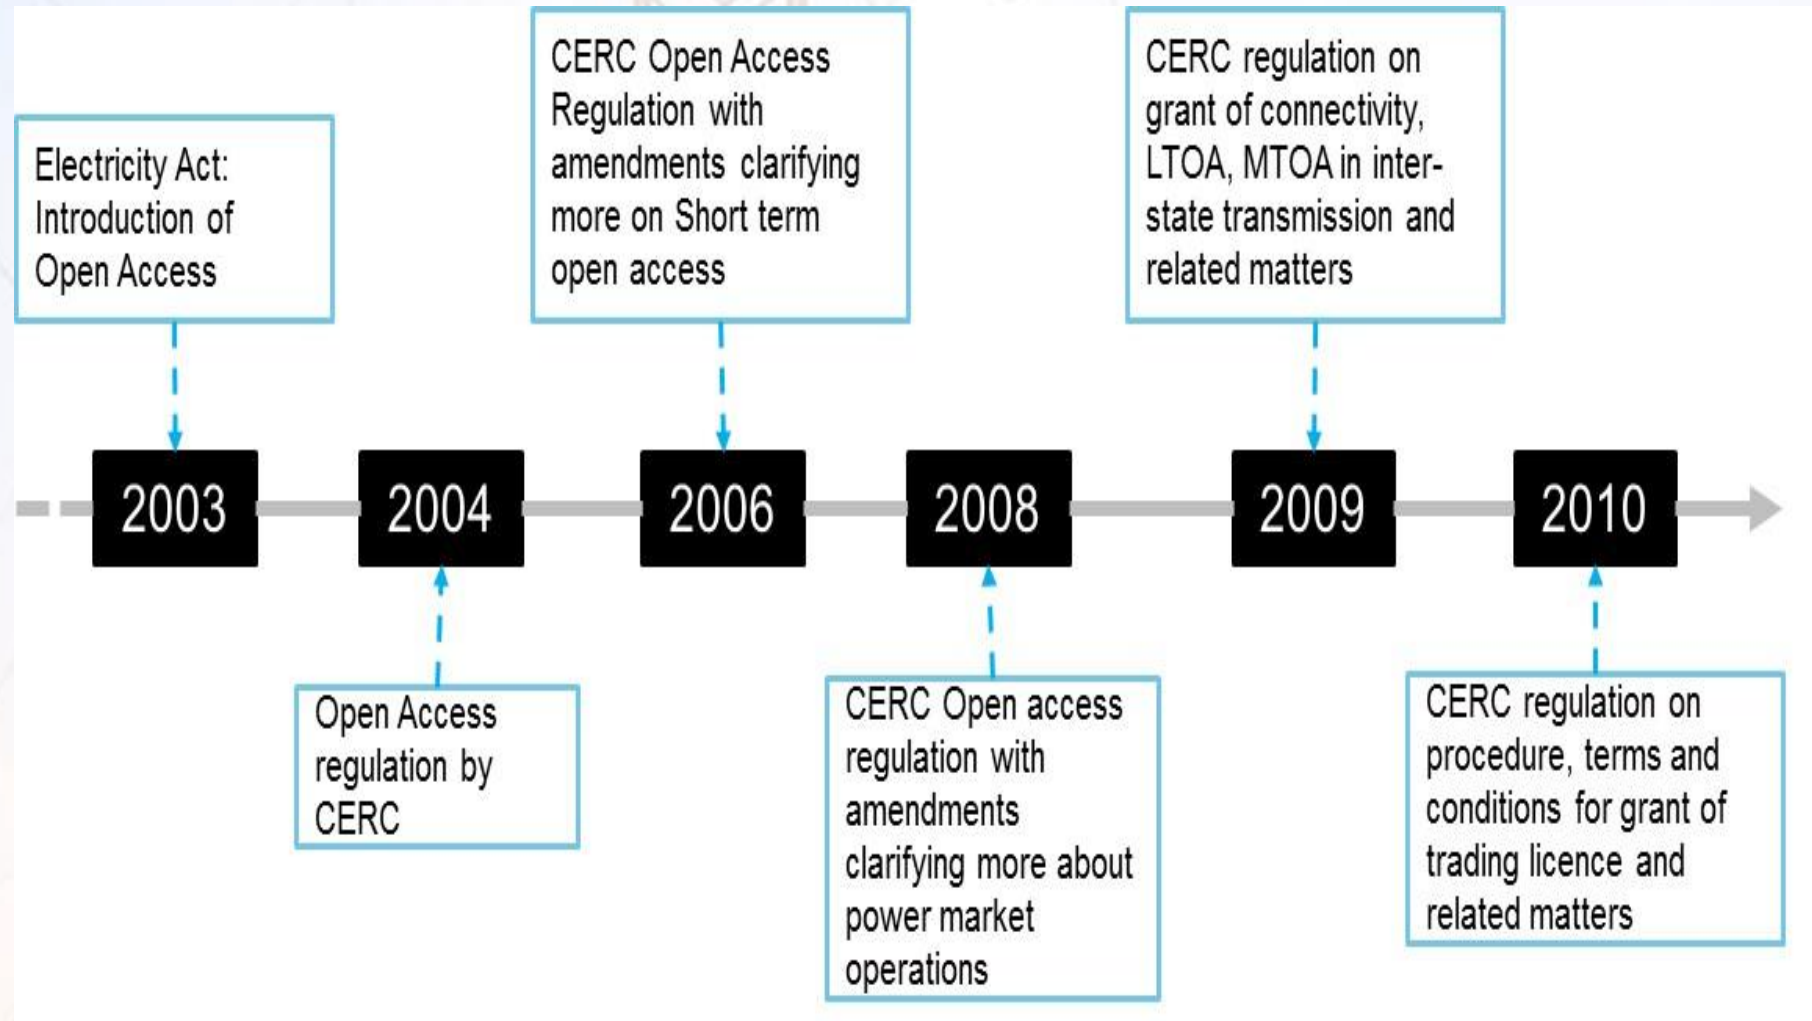 Electricity Act:
Introduction of
Open Access
CERC Open Access
Regulation with
amendments clarifying
more on Short term
open access
CERC regulation on
grant of connectivity,
LTOA, MTOA in inter-
state transmission and
related matters
2003
2004
2006
2008
2009
2010
Open Access
regulation by
CERC
CERC Open access
regulation with
amendments
clarifying more about
power market
operations
CERC regulation on
procedure, terms and
conditions for grant of
trading licence and
related matters